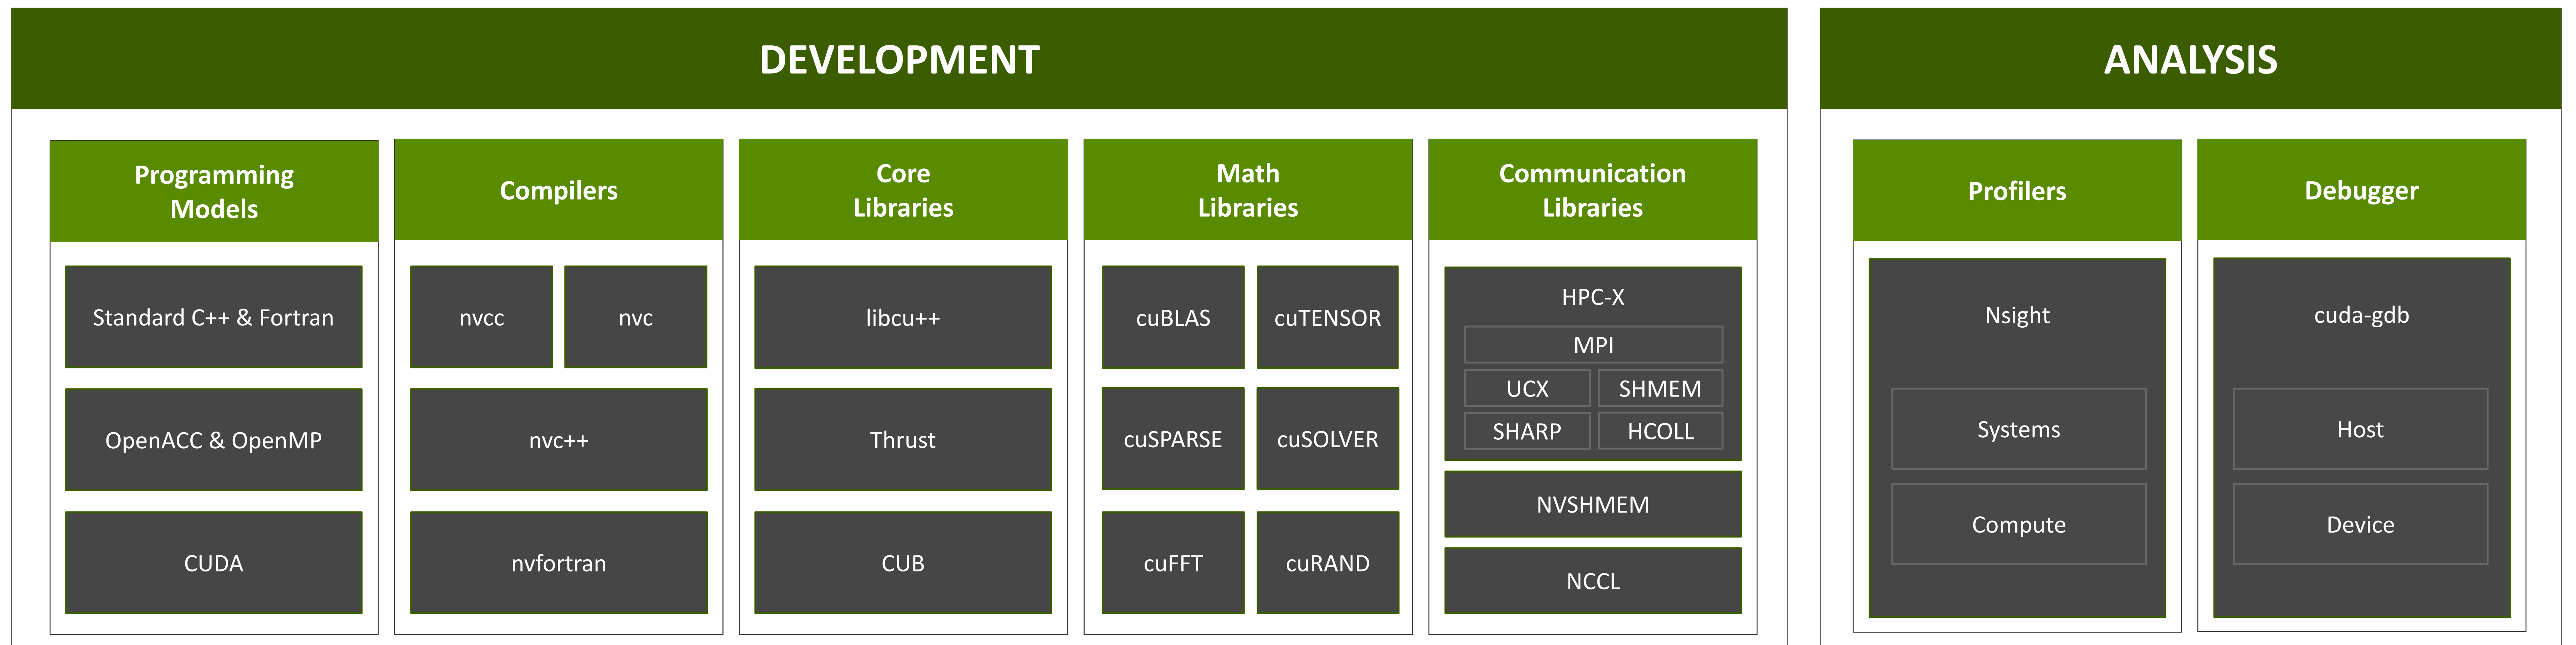 DEVELOPMENT
Programming
Models
Standard C++ & Fortran
OpenACC & OpenMP
CUDA
Compilers
nvcc
nvc
nvc++
nvfortran
Core
Libraries
libcu++
Thrust
CUB
Math
Libraries
cuBLAS
cuTENSOR
cuSPARSE
cuSOLVER
cuFFT
cuRAND
Communication
Libraries
HPC-X
MPI
UCX
SHMEM
SHARP
HCOLL
NVSHMEM
NCCL
ANALYSIS
Profilers
Nsight
Systems
Compute
Debugger
cuda-gdb
Host
Device